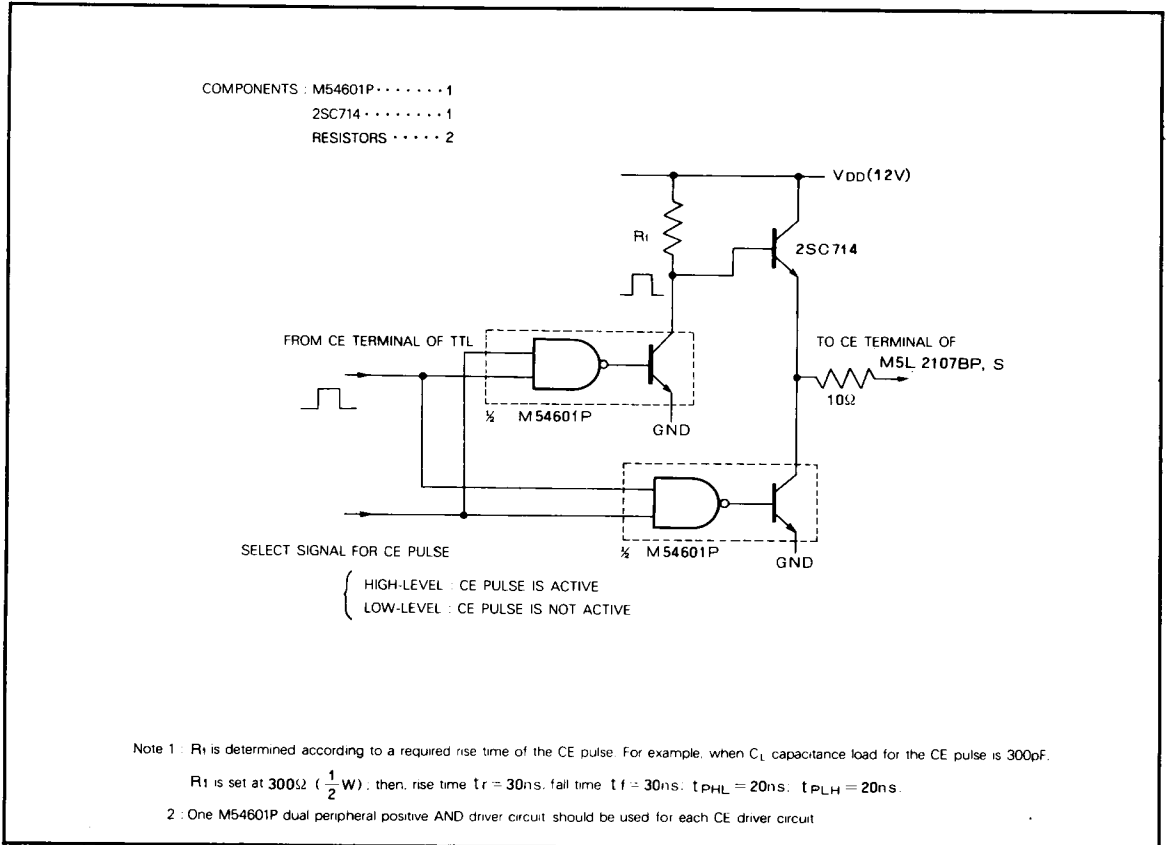 COMPONENTS : M54601P ······· 1
2SC714 ········ 1
RESISTORS ····· 2
VDD(12V)
R1
2SC714
FROM CE TERMINAL OF TTL
TO CE TERMINAL OF
M5L 2107BP, S
10Ω
½ M54601P
GND
SELECT SIGNAL FOR CE PULSE
½ M54601P
GND
HIGH-LEVEL : CE PULSE IS ACTIVE
LOW-LEVEL : CE PULSE IS NOT ACTIVE
Note 1 : R1 is determined according to a required rise time of the CE pulse. For example, when CL capacitance load for the CE pulse is 300pF.
R1 is set at 300Ω (1/2 W); then, rise time tr = 30ns. fall time tf = 30ns; tPHL = 20ns; tPLH = 20ns.
2 : One M54601P dual peripheral positive AND driver circuit should be used for each CE driver circuit